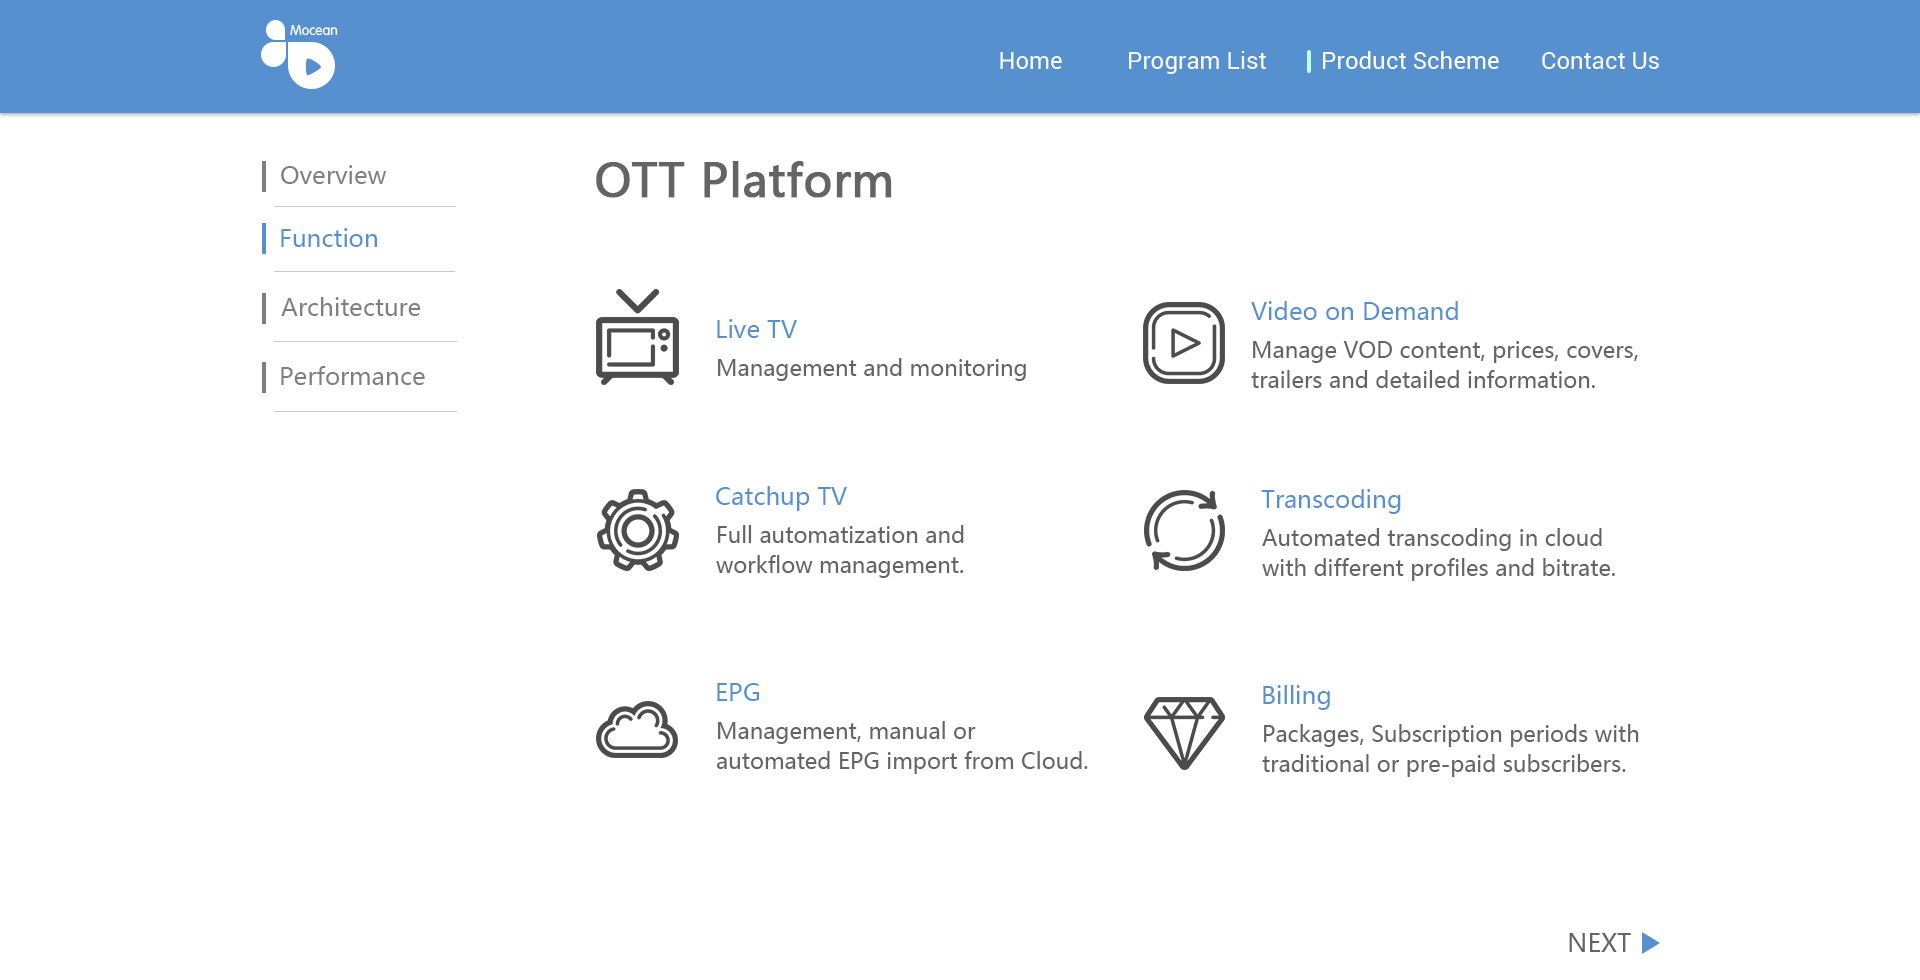 Mocean
Home
Program List
Product Scheme
Contact Us
Overview
Function
Architecture
Performance
OTT Platform
Live TV
Management and monitoring
Video on Demand
Manage VOD content, prices, covers,
trailers and detailed information.
Catchup TV
Full automatization and
workflow management.
Transcoding
Automated transcoding in cloud
with different profiles and bitrate.
EPG
Management, manual or
automated EPG import from Cloud.
Billing
Packages, Subscription periods with
traditional or pre-paid subscribers.
NEXT